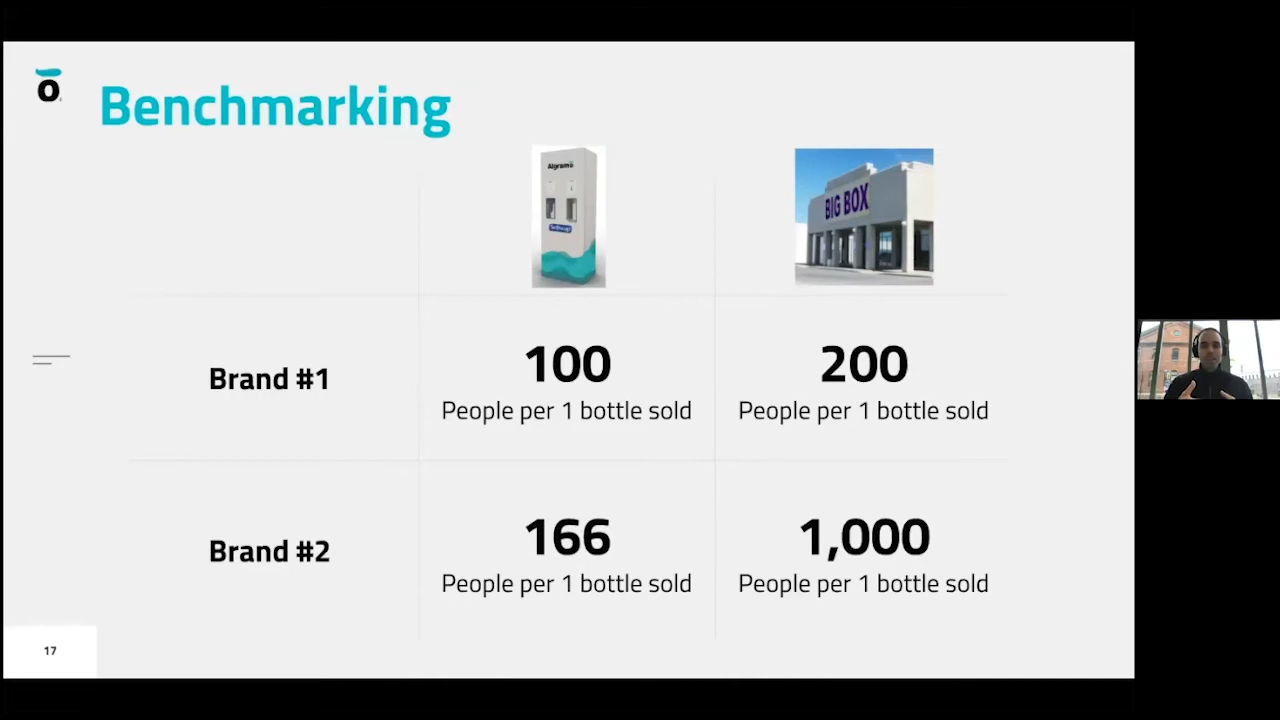 ō
Benchmarking
Algramō
BIG BOX
Brand #1
100
People per 1 bottle sold
200
People per 1 bottle sold
Brand #2
166
People per 1 bottle sold
1,000
People per 1 bottle sold
17